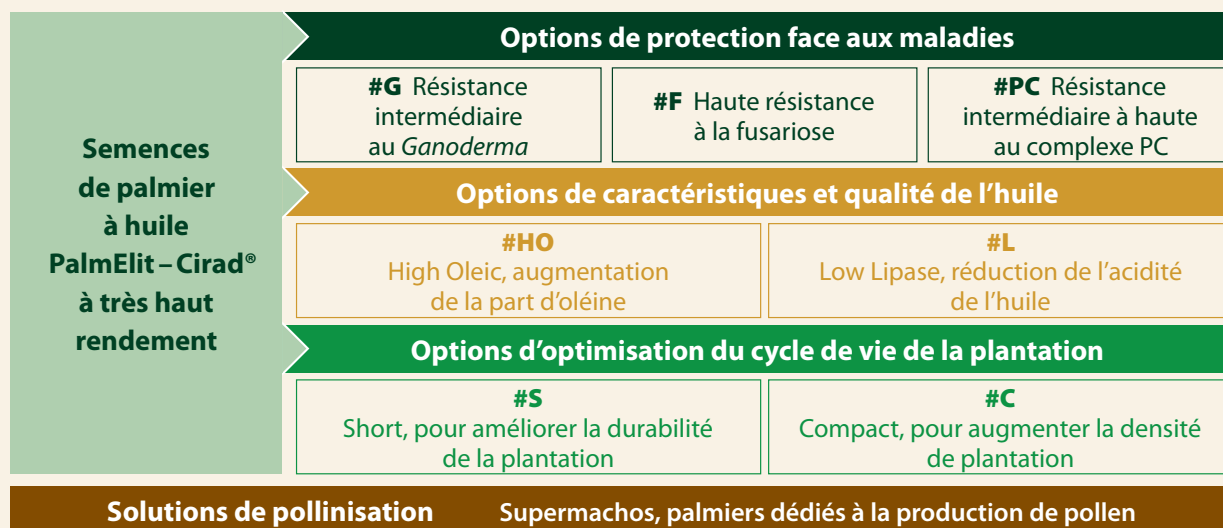 Semences
de palmier
à huile
PalmElit – Cirad®
à très haut
rendement
Options de protection face aux maladies
#G Résistance
intermédiaire
au Ganoderma
#F Haute résistance
à la fusariose
#PC Résistance
intermédiaire à haute
au complexe PC
Options de caractéristiques et qualité de l’huile
#HO
High Oleic, augmentation
de la part d’oléine
#L
Low Lipase, réduction de l’acidité
de l’huile
Options d’optimisation du cycle de vie de la plantation
#S
Short, pour améliorer la durabilité
de la plantation
#C
Compact, pour augmenter la densité
de plantation
Solutions de pollinisation Supermachos, palmiers dédiés à la production de pollen